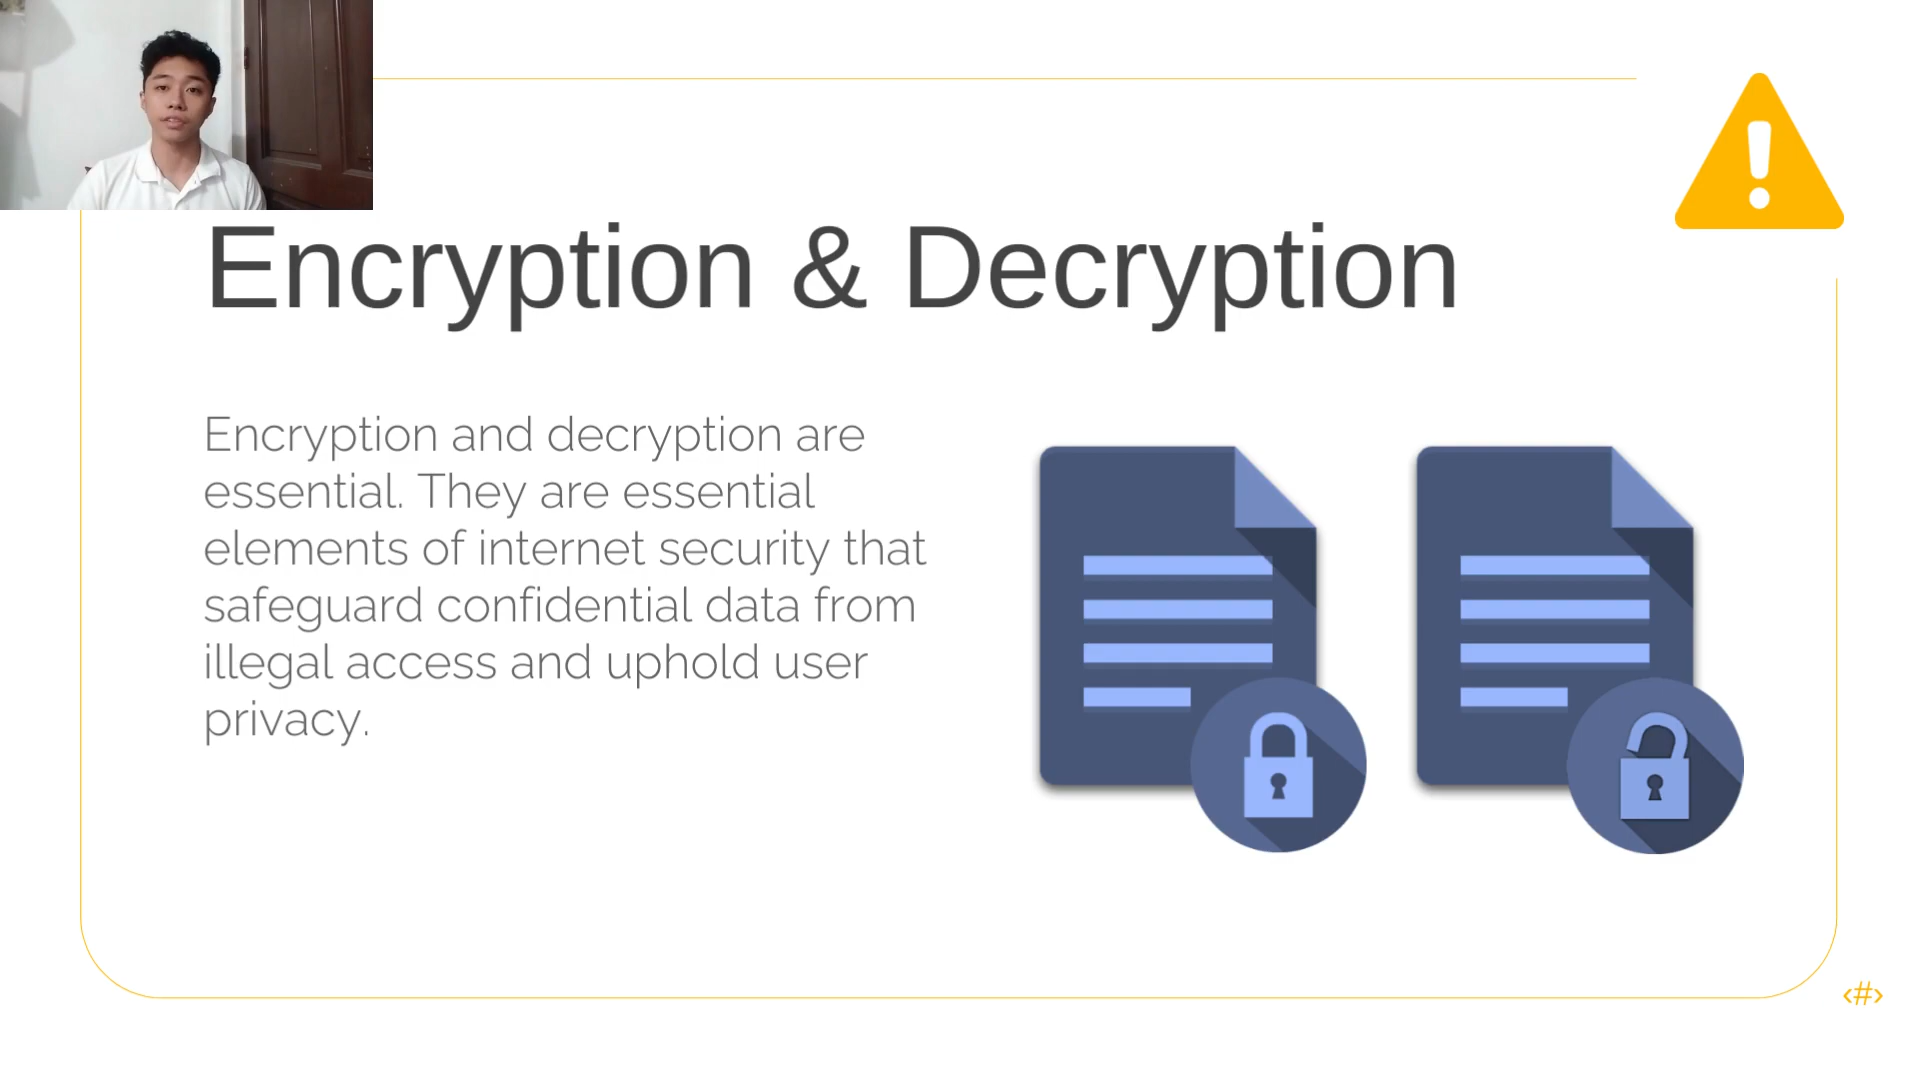 Encryption & Decryption
Encryption and decryption are
essential. They are essential
elements of internet security that
safeguard confidential data from
illegal access and uphold user
privacy.
‹#›